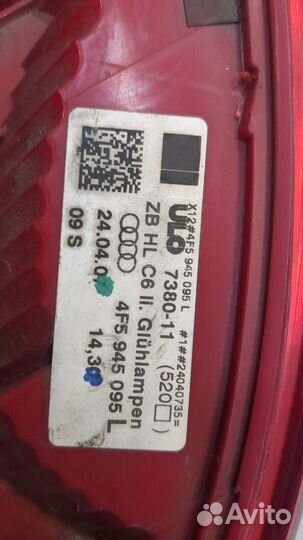 X12#4F5 945 095 L #1##24040735=
ULO 7380-11 (520□)
ZB HL C6 li. Glühlampen
4F5 945 095 L
24.04.0 14,3
09 S
Avito